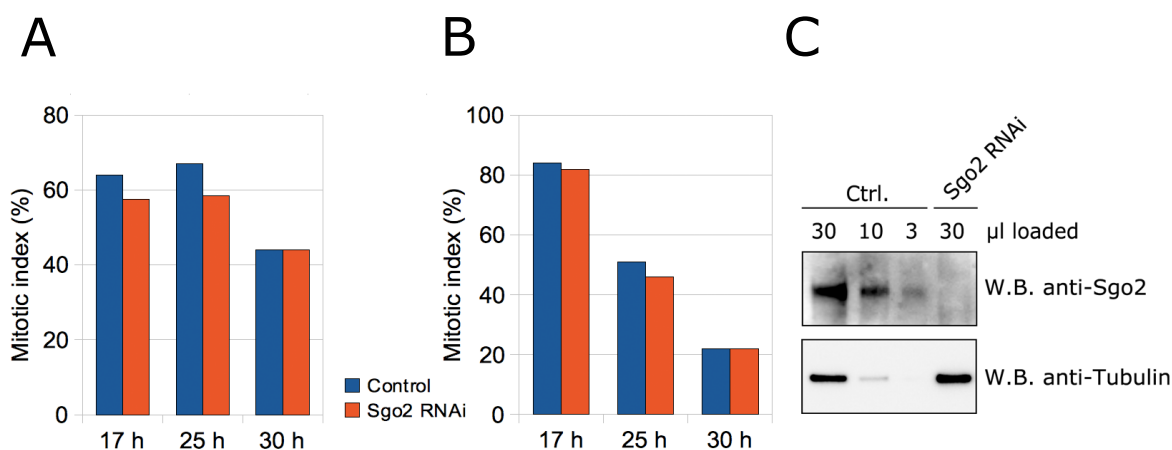 A
B
C
80
60
40
20
0
Mitotic index (%)
17 h 25 h 30 h
Control
Sgo2 RNAi
100
80
60
40
20
0
Mitotic index (%)
17 h 25 h 30 h
Ctrl.
Sgo2 RNAi
30 10 3 30 µl loaded
W.B. anti-Sgo2
W.B. anti-Tubulin